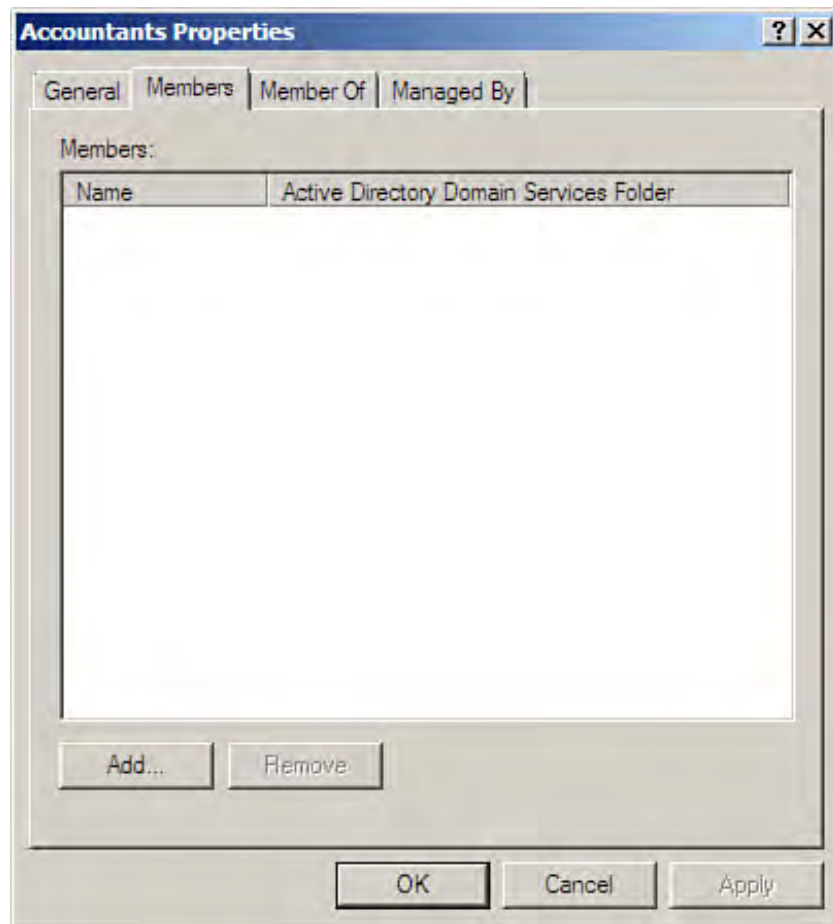 Accountants Properties
? X
General Members Member Of Managed By
Members:
Name Active Directory Domain Services Folder
Add... Remove
OK Cancel Apply